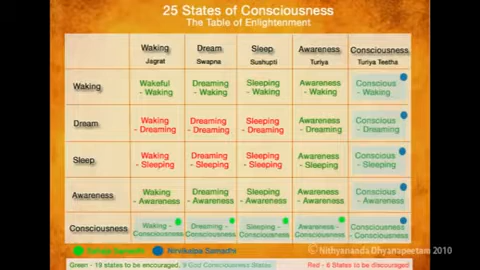 25 States of Consciousness
The Table of Enlightenment
Waking Dream Sleep Awareness Consciousness
Jagrat Swapna Sushupti Turiya Turiya Teetha
Waking Wakeful Dreaming Sleeping Awareness Conscious
- Waking - Waking - Waking - Waking - Waking
Dream Waking Dreaming Sleeping Awareness Conscious
- Dreaming - Dreaming - Dreaming - Dreaming - Dreaming
Sleep Waking Dreaming Sleeping Awareness Conscious
- Sleeping - Sleeping - Sleeping - Sleeping - Sleeping
Awareness Waking Dreaming Sleeping Awareness Conscious
- Awareness - Awareness - Awareness - Awareness - Awareness
Consciousness Waking - Dreaming - Sleeping - Awareness - Conscious -
Consciousness Consciousness Consciousness Consciousness Consciousness
Sahaja Samadhi Nirvikalpa Samadhi © Nithyananda Dhyanapeetam 2010
Green - 19 states to be encouraged, 9 God Consciousness States Red - 6 States to be discouraged